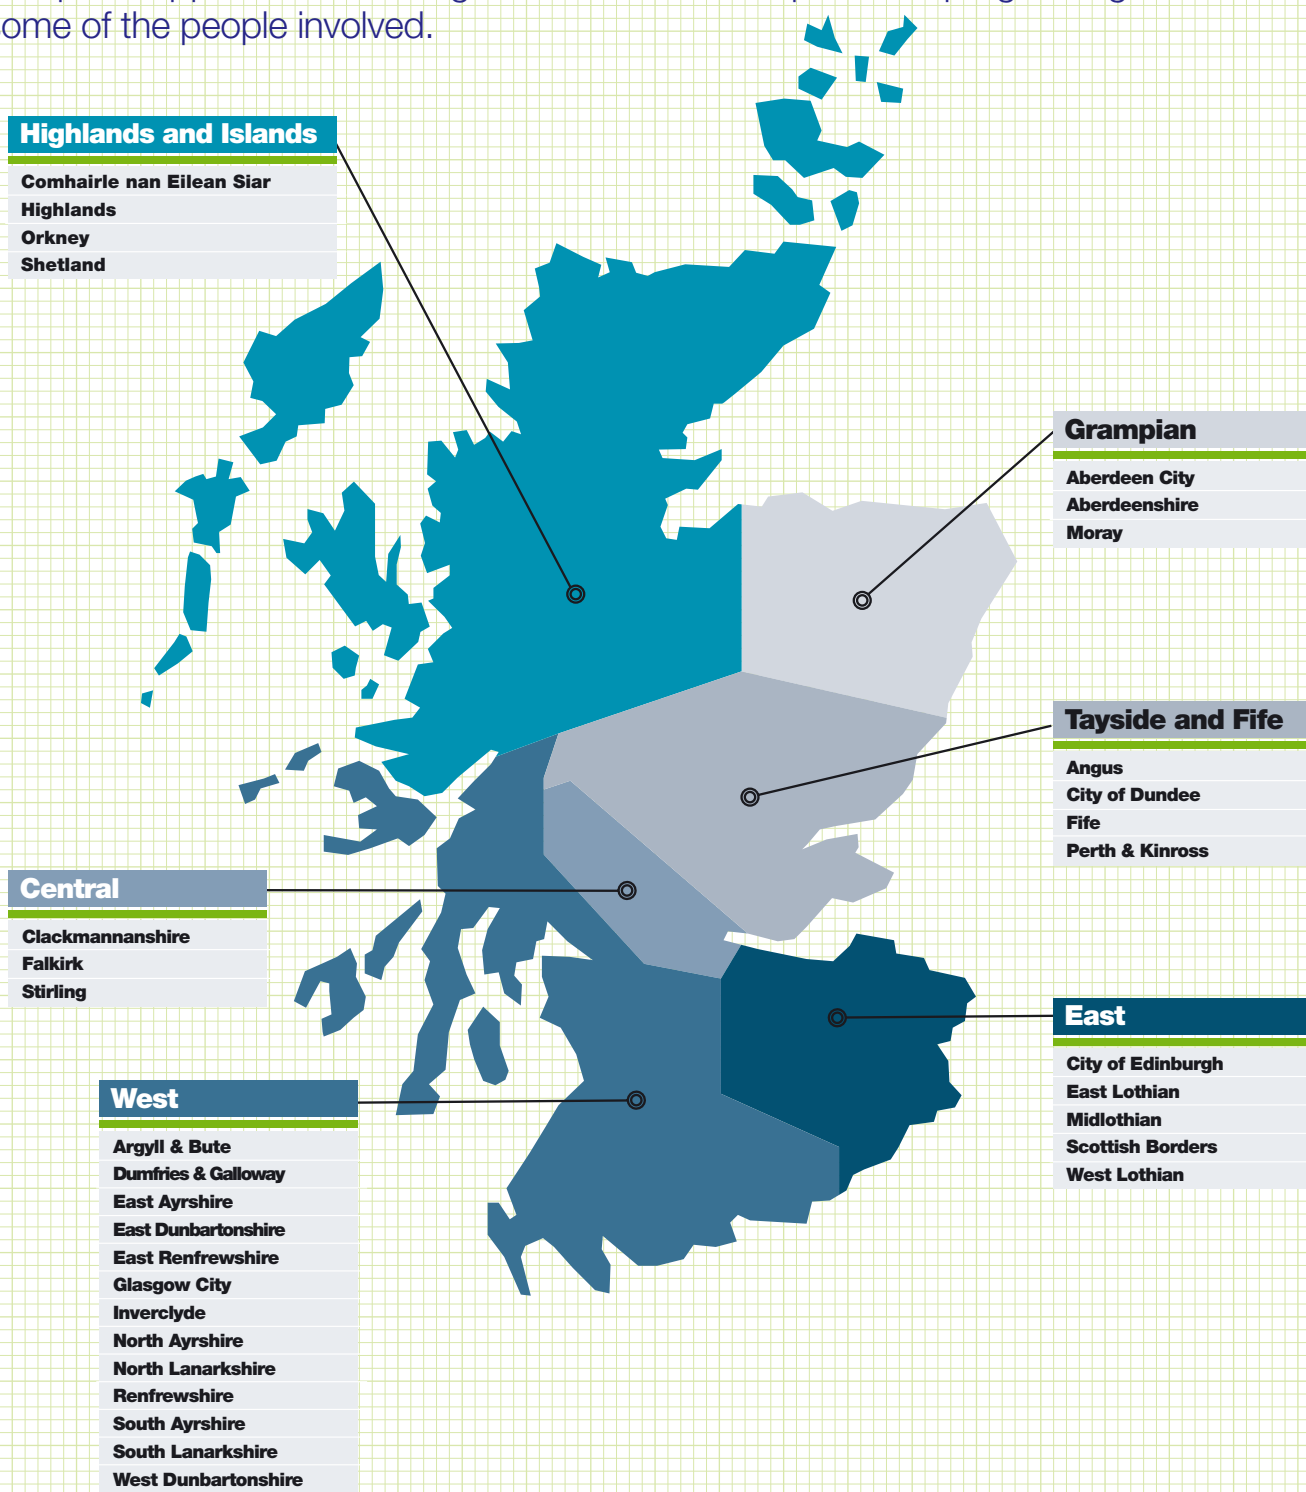 some of the people involved.
Highlands and Islands
Comhairle nan Eilean Siar
Highlands
Orkney
Shetland
Grampian
Aberdeen City
Aberdeenshire
Moray
Tayside and Fife
Angus
City of Dundee
Fife
Perth & Kinross
Central
Clackmannanshire
Falkirk
Stirling
East
City of Edinburgh
East Lothian
Midlothian
Scottish Borders
West Lothian
West
Argyll & Bute
Dumfries & Galloway
East Ayrshire
East Dunbartonshire
East Renfrewshire
Glasgow City
Inverclyde
North Ayrshire
North Lanarkshire
Renfrewshire
South Ayrshire
South Lanarkshire
West Dunbartonshire